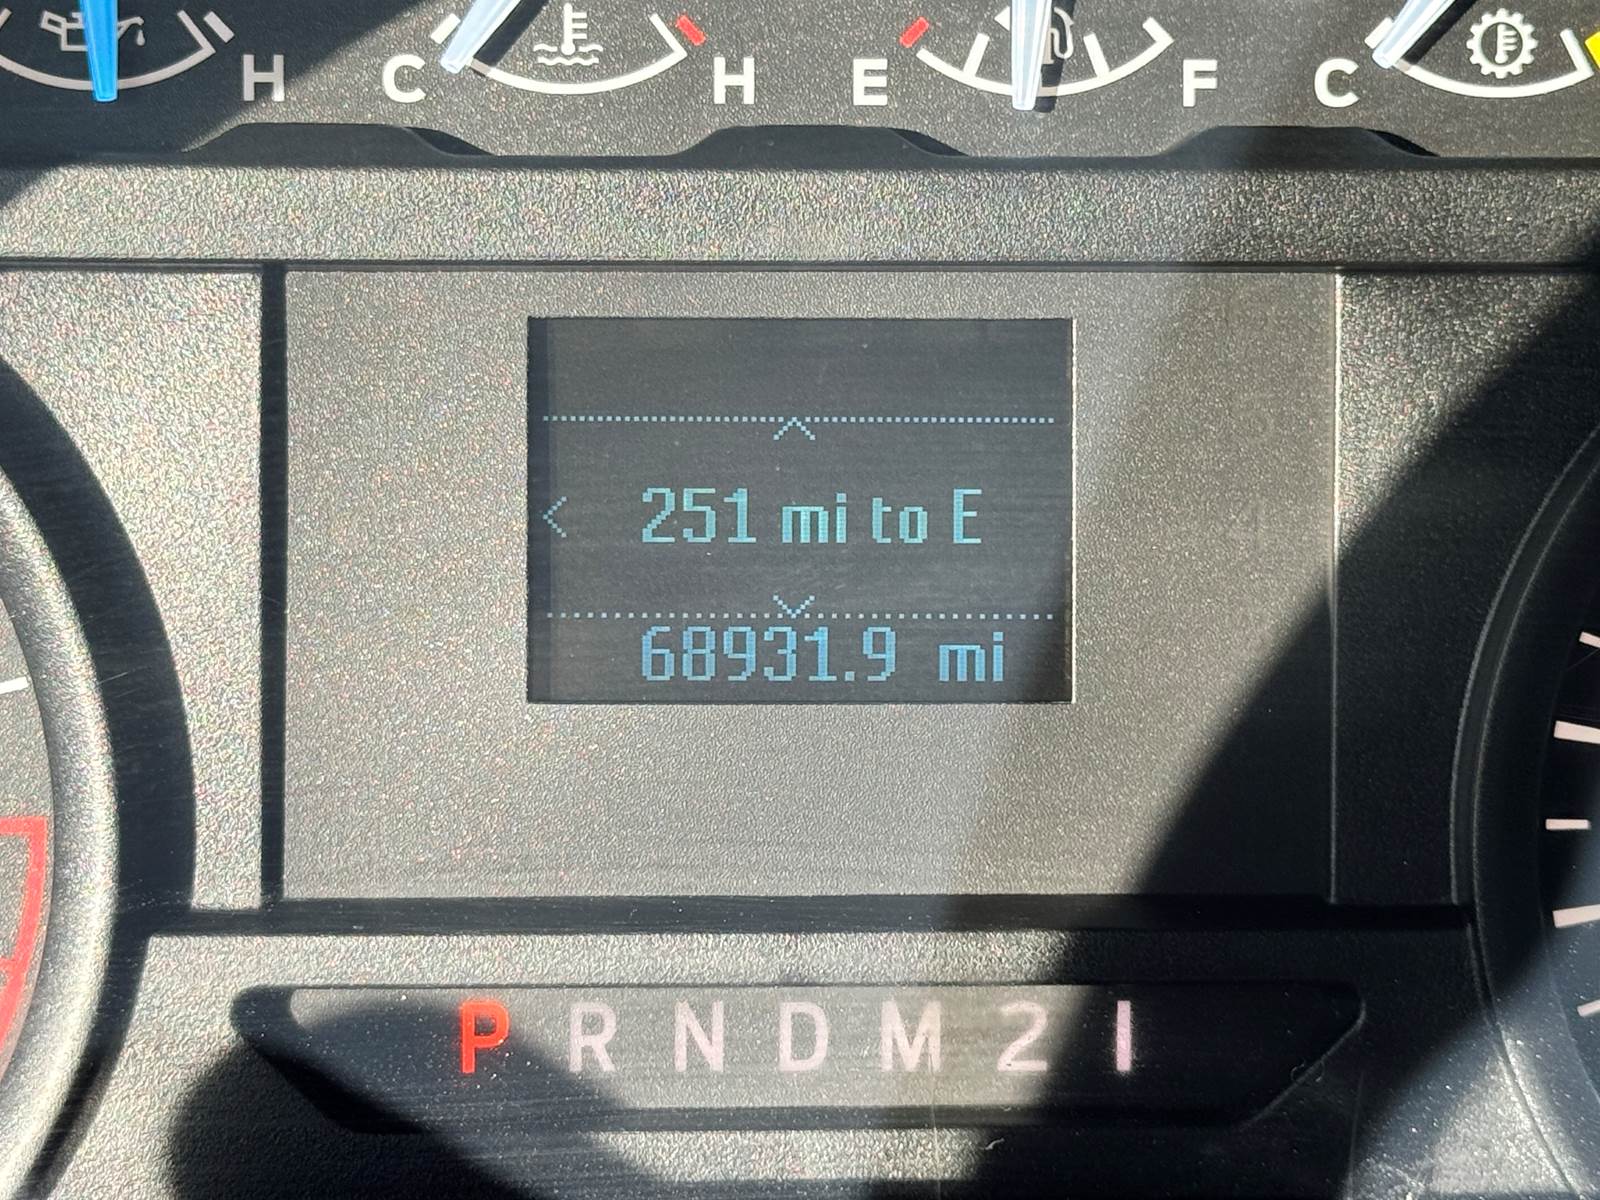 H C H E F C
251 mi to E
68931.9 mi
P R N D M 2 1